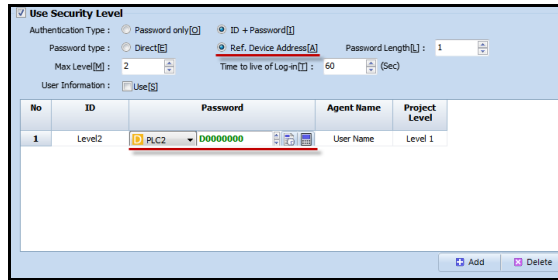 Use Security Level
Authentication Type : Password only[O] ID + Password[I]
Password type : Direct[E] Ref. Device Address[A] Password Length[L] : 1
Max Level[M] : 2 Time to live of Log-in[T] : 60 (Sec)
User Information : Use[S]
No ID Password Agent Name Project Level
1 Level2 D PLC2 D0000000 User Name Level 1
Add Delete